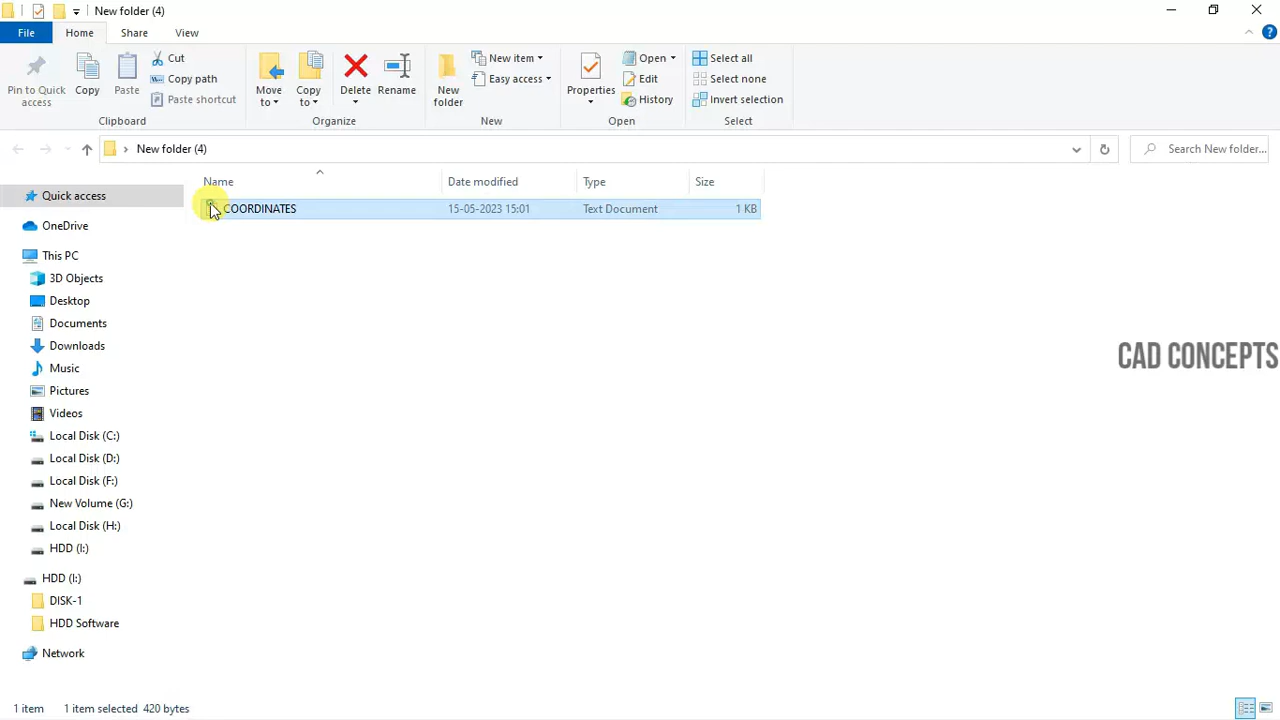 New folder (4)
File Home Share View
Pin to Quick access
Copy
Paste
Cut
Copy path
Paste shortcut
Clipboard
Move to
Copy to
Delete
Rename
Organize
New folder
New item
Easy access
New
Properties
Open
Edit
History
Open
Select all
Select none
Invert selection
Select
New folder (4)
Search New folder...
Name Date modified Type Size
COORDINATES 15-05-2023 15:01 Text Document 1 KB
Quick access
OneDrive
This PC
3D Objects
Desktop
Documents
Downloads
Music
Pictures
Videos
Local Disk (C:)
Local Disk (D:)
Local Disk (F:)
New Volume (G:)
Local Disk (H:)
HDD (I:)
HDD (I:)
DISK-1
HDD Software
Network
CAD CONCEPTS
1 item 1 item selected 420 bytes